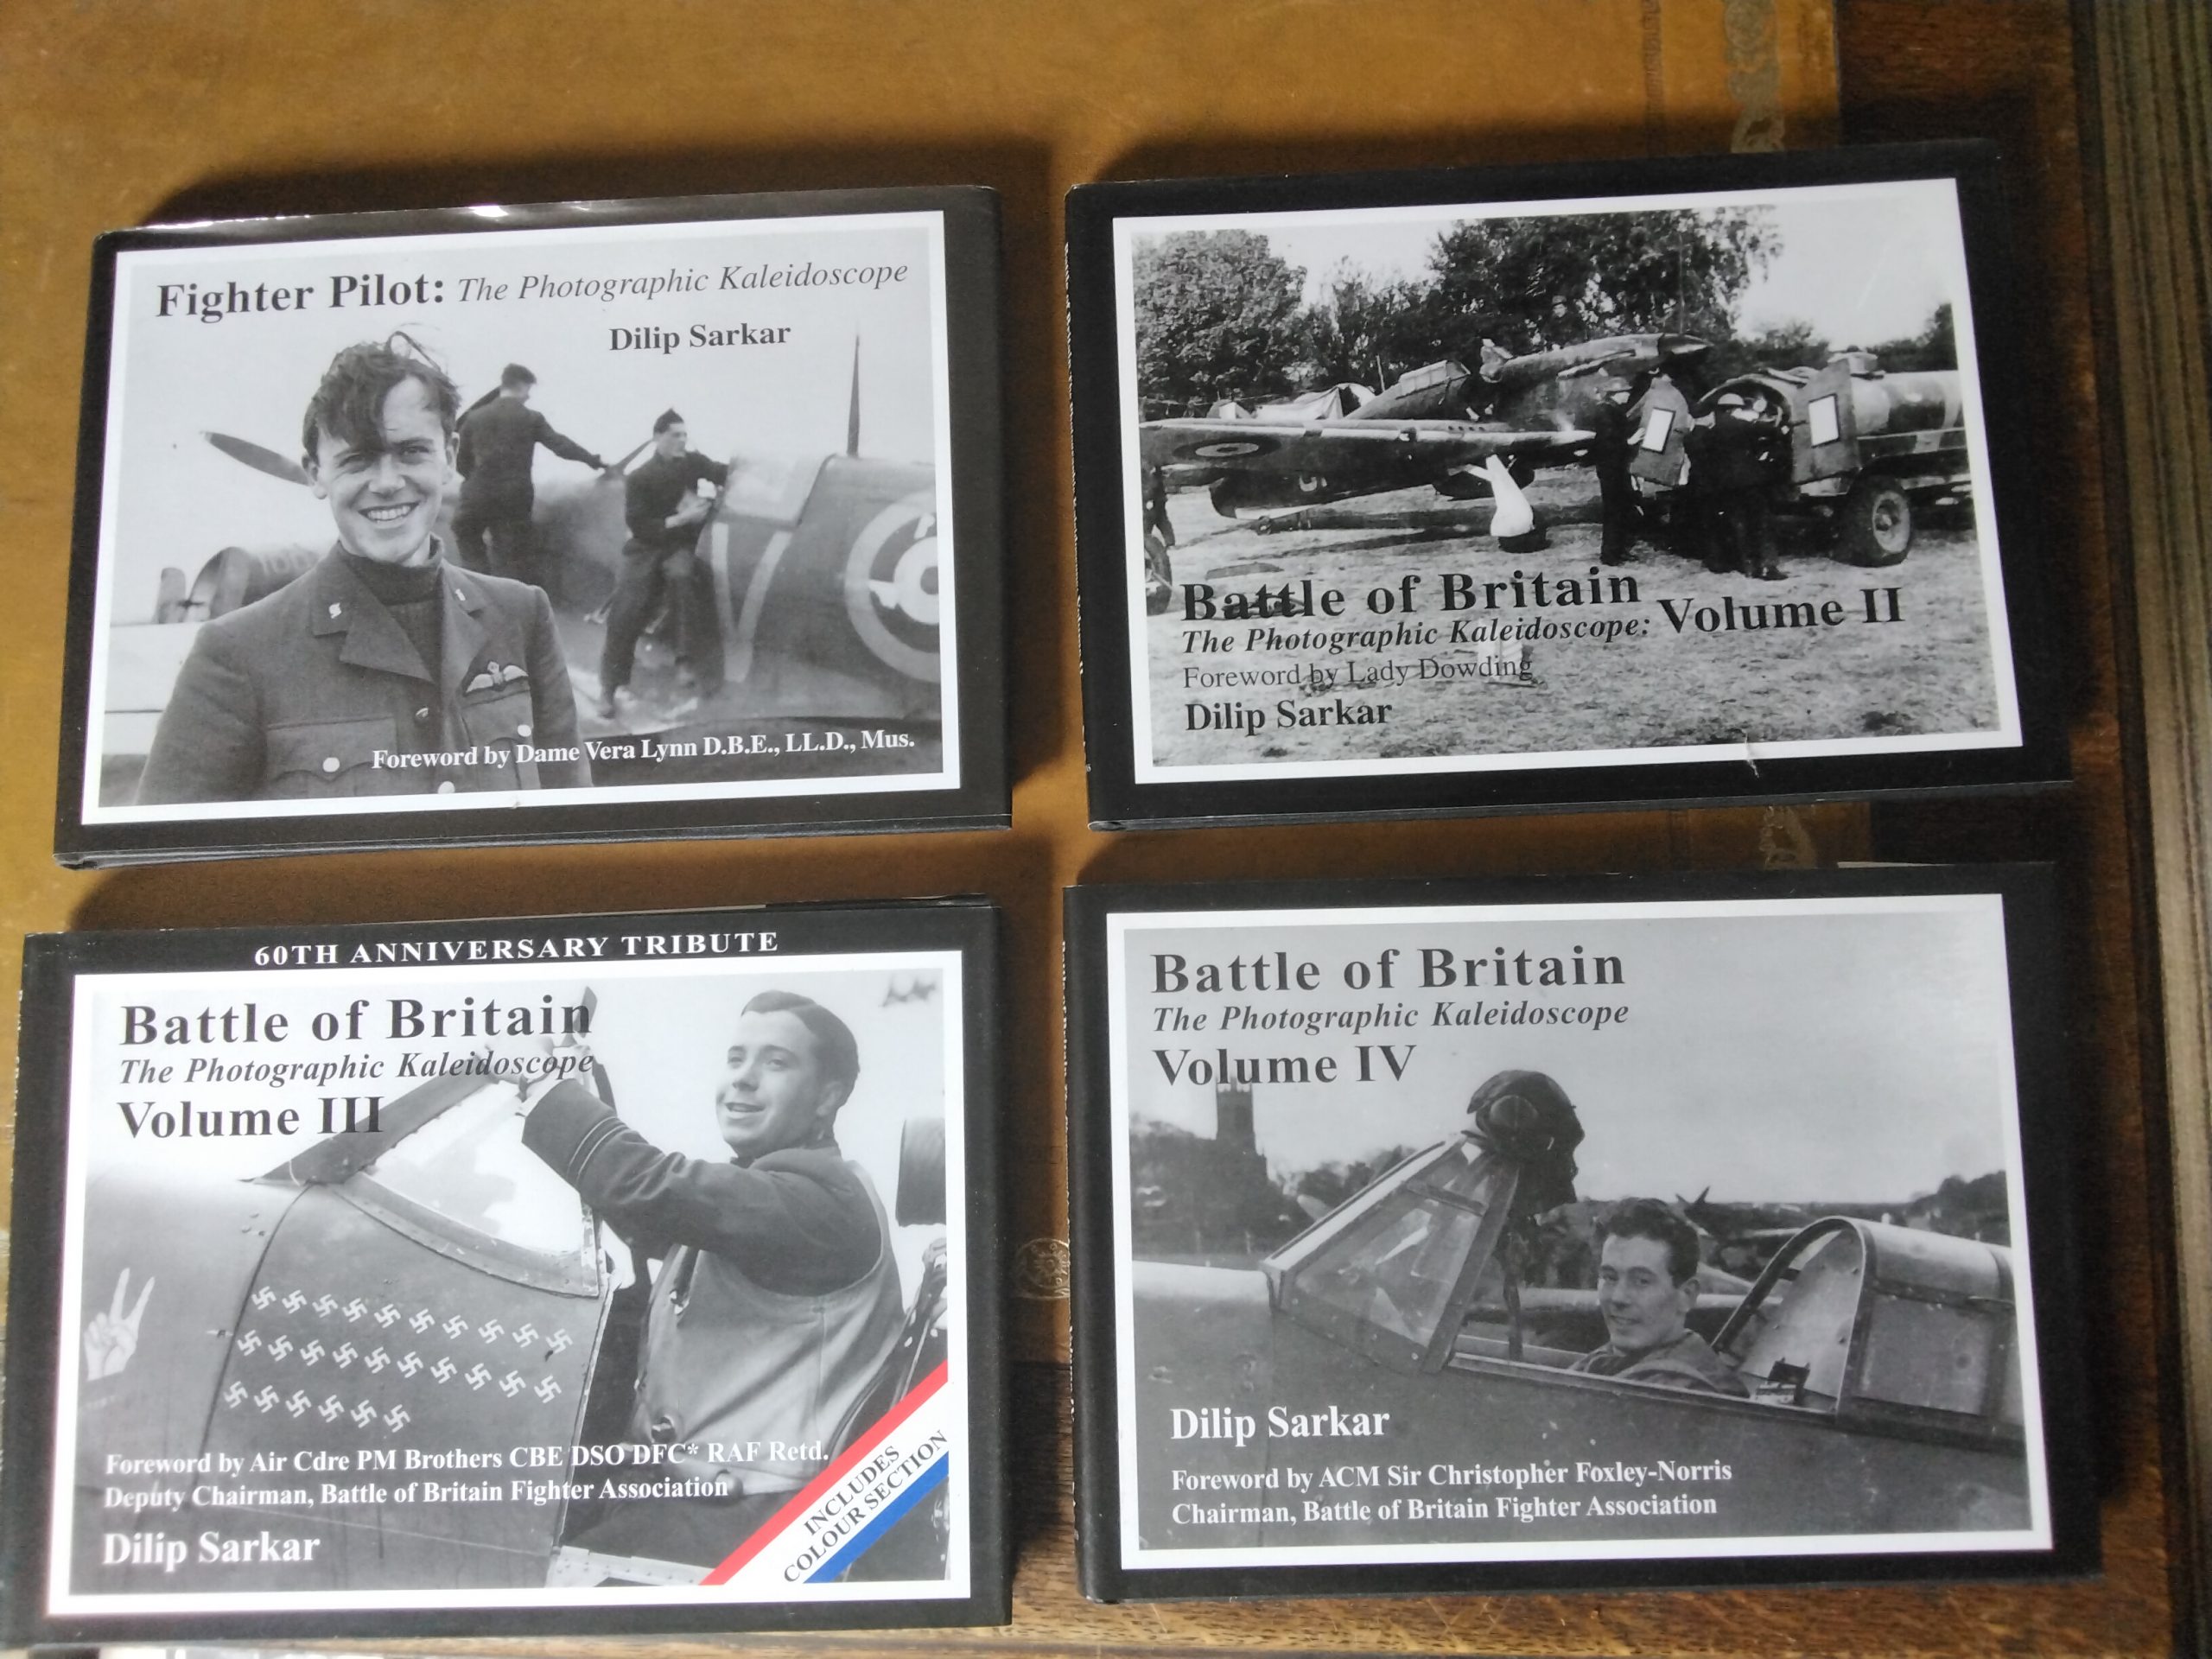 Fighter Pilot: The Photographic Kaleidoscope
Dilip Sarkar
Foreword by Dame Vera Lynn D.B.E., LL.D., Mus.
Battle of Britain
The Photographic Kaleidoscope: Volume II
Foreword by Lady Dowding
Dilip Sarkar
60TH ANNIVERSARY TRIBUTE
Battle of Britain
The Photographic Kaleidoscope
Volume III
Foreword by Air Cdre PM Brothers CBE DSO DFC* RAF Retd.
Deputy Chairman, Battle of Britain Fighter Association
Dilip Sarkar
INCLUDES
COLOUR SECTION
Battle of Britain
The Photographic Kaleidoscope
Volume IV
Dilip Sarkar
Foreword by ACM Sir Christopher Foxley-Norris
Chairman, Battle of Britain Fighter Association